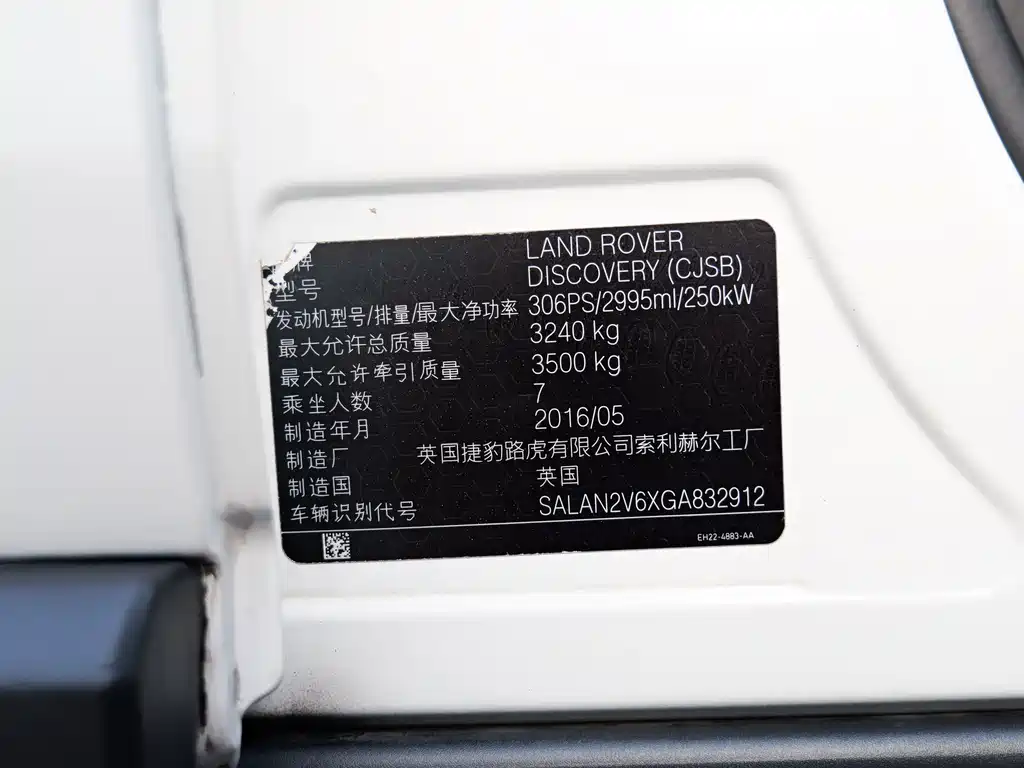 牌 LAND ROVER
型号 DISCOVERY (CJSB)
发动机型号/排量/最大净功率 306PS/2995ml/250kW
最大允许总质量 3240 kg
最大允许牵引质量 3500 kg
乘坐人数 7
制造年月 2016/05
制造厂 英国捷豹路虎有限公司索利赫尔工厂
制造国 英国
车辆识别代号 SALAN2V6XGA832912
EH22-4883-AA